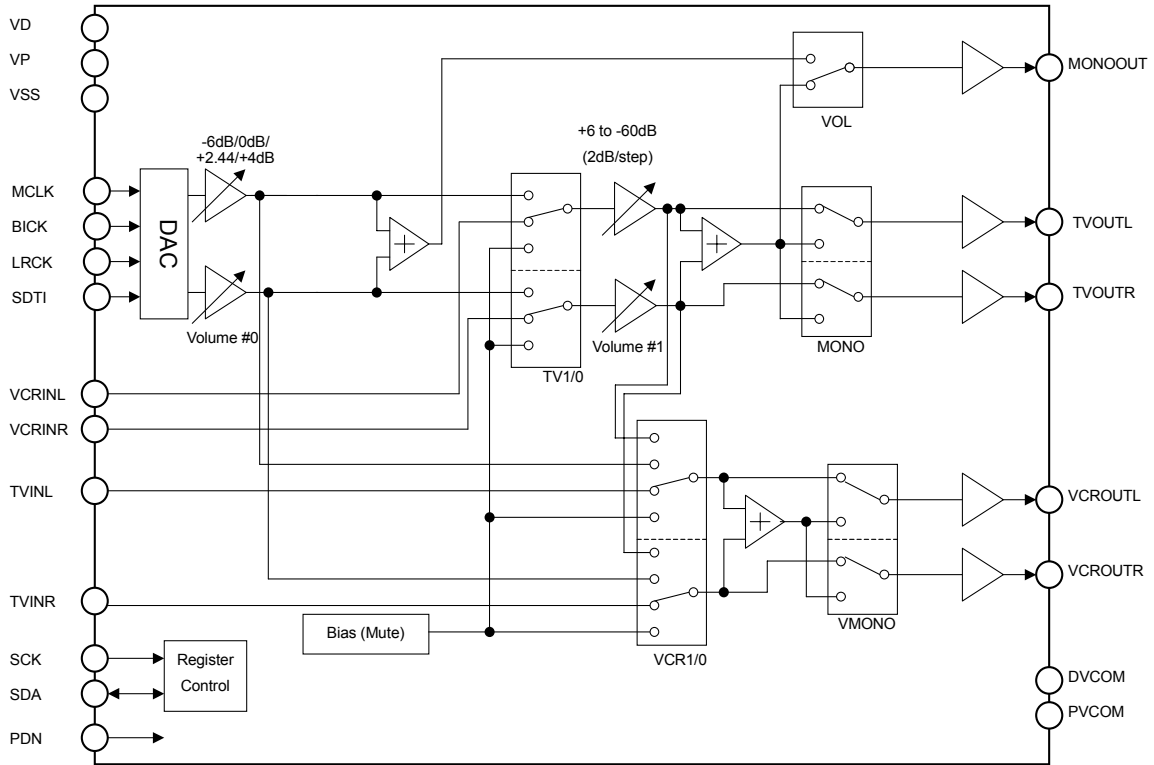 VD
VP
VSS
MCLK
BICK
LRCK
SDTI
VCRINL
VCRINR
TVINL
TVINR
SCK
SDA
PDN
DAC
-6dB/0dB/
+2.44/+4dB
Volume #0
+6 to -60dB
(2dB/step)
Volume #1
TV1/0
VOL
MONO
Bias (Mute)
Register
Control
VCR1/0
VMONO
MONOOUT
TVOUTL
TVOUTR
VCROUTL
VCROUTR
DVCOM
PVCOM
+
+
+